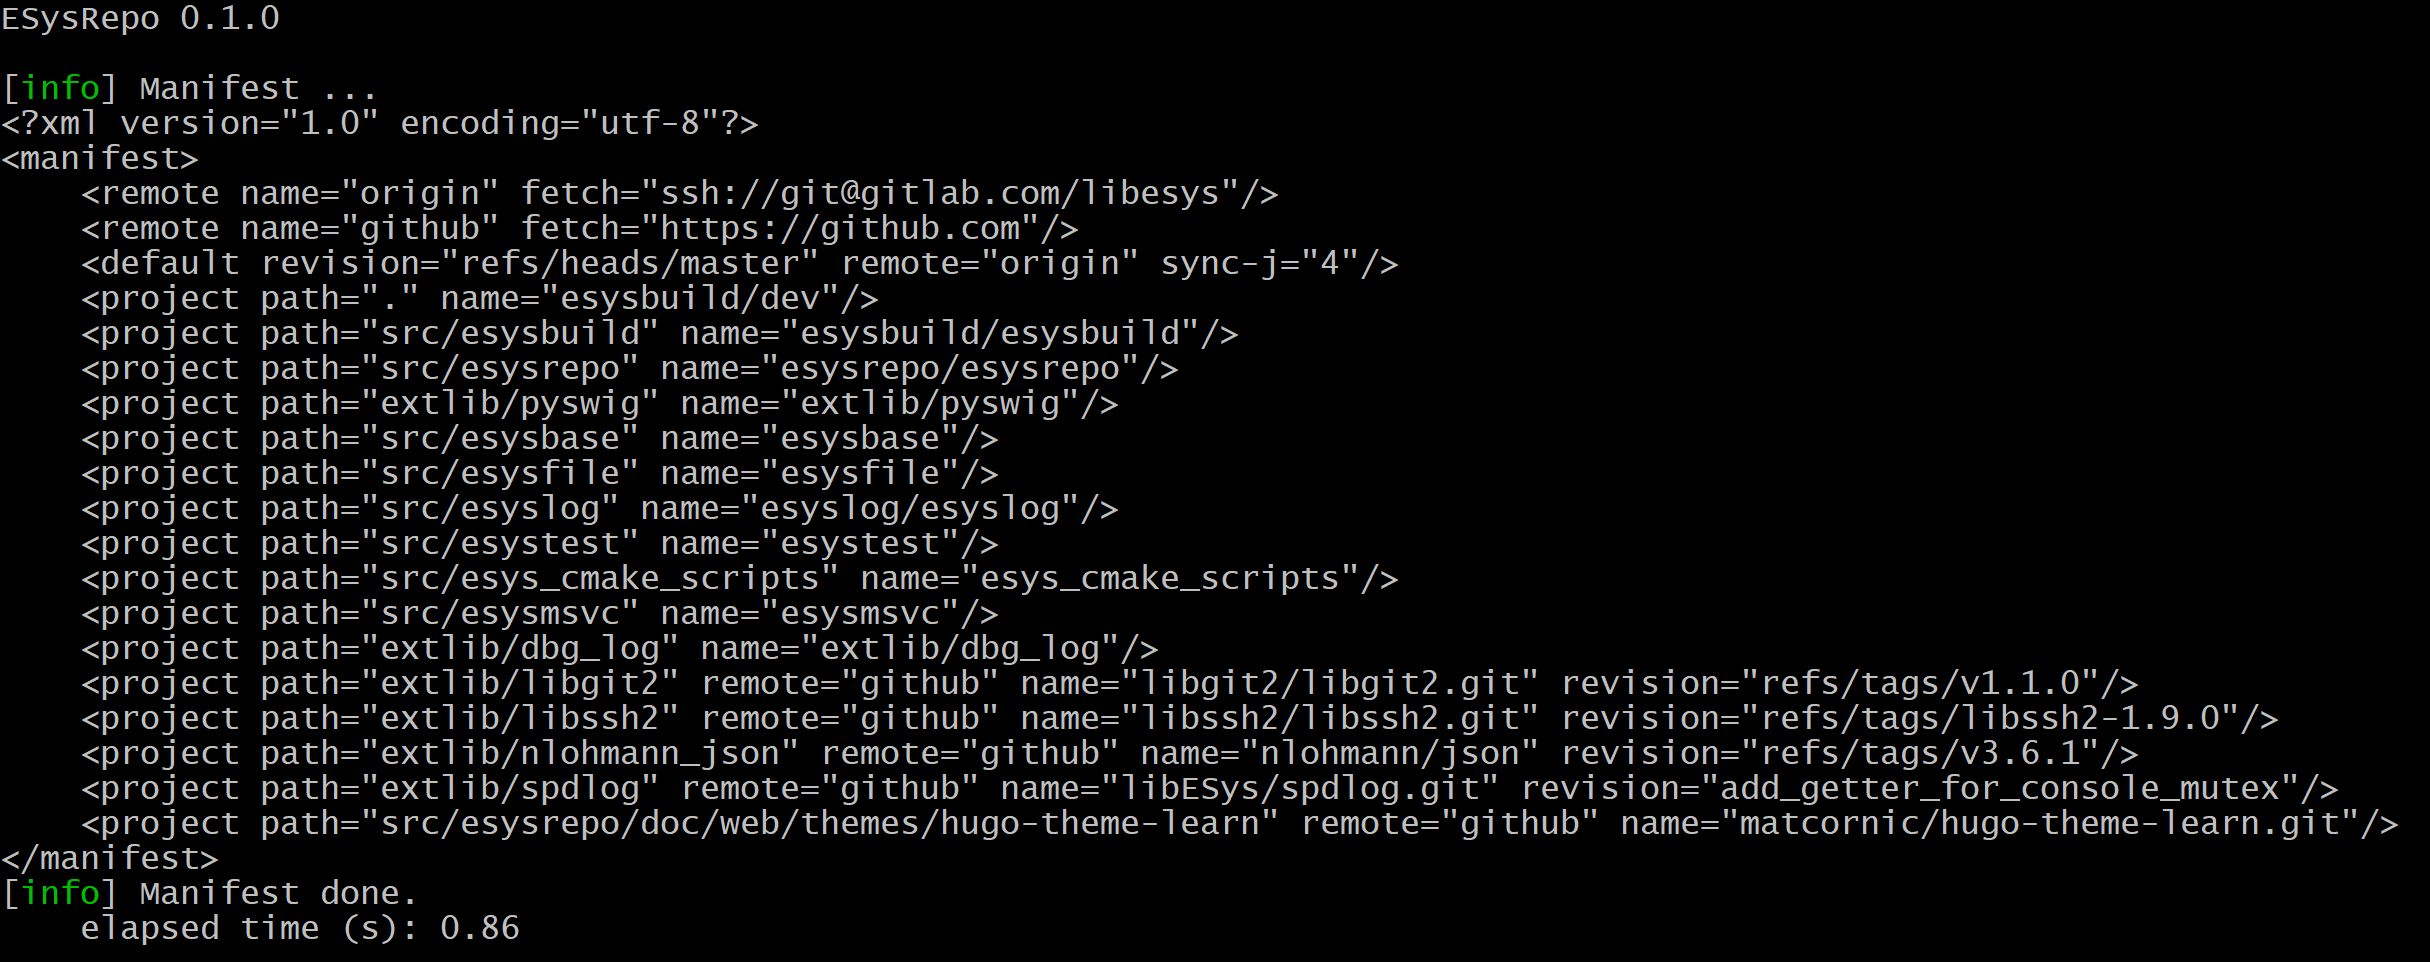 ESysRepo 0.1.0
[info] Manifest ...
<?xml version="1.0" encoding="utf-8"?>
<manifest>
    <remote name="origin" fetch="ssh://git@gitlab.com/libesys"/>
    <remote name="github" fetch="https://github.com"/>
    <default revision="refs/heads/master" remote="origin" sync-j="4"/>
    <project path="." name="esysbuild/dev"/>
    <project path="src/esysbuild" name="esysbuild/esysbuild"/>
    <project path="src/esysrepo" name="esysrepo/esysrepo"/>
    <project path="extlib/pyswig" name="extlib/pyswig"/>
    <project path="src/esysbase" name="esysbase"/>
    <project path="src/esysfile" name="esysfile"/>
    <project path="src/esyslog" name="esyslog/esyslog"/>
    <project path="src/esystest" name="esystest"/>
    <project path="src/esys_cmake_scripts" name="esys_cmake_scripts"/>
    <project path="src/esysmsvc" name="esysmsvc"/>
    <project path="extlib/dbg_log" name="extlib/dbg_log"/>
    <project path="extlib/libgit2" remote="github" name="libgit2/libgit2.git" revision="refs/tags/v1.1.0"/>
    <project path="extlib/libssh2" remote="github" name="libssh2/libssh2.git" revision="refs/tags/libssh2-1.9.0"/>
    <project path="extlib/nlohmann_json" remote="github" name="nlohmann/json" revision="refs/tags/v3.6.1"/>
    <project path="extlib/spdlog" remote="github" name="libESys/spdlog.git" revision="add_getter_for_console_mutex"/>
    <project path="src/esysrepo/doc/web/themes/hugo-theme-learn" remote="github" name="matcornic/hugo-theme-learn.git"/>
</manifest>
[info] Manifest done.
    elapsed time (s): 0.86